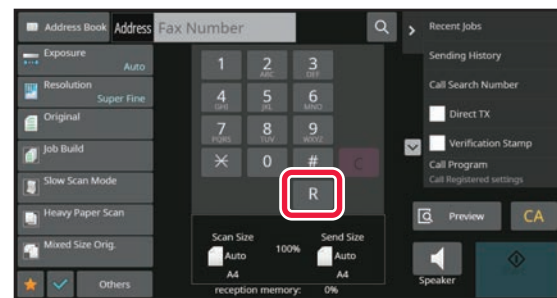 Address Book
Address
Fax Number
Exposure
Auto
Resolution
Super Fine
Original
Job Build
Slow Scan Mode
Heavy Paper Scan
Mixed Size Orig.
Others
1
2
ABC
3
DEF
4
GHI
5
JKL
6
MNO
7
PQRS
8
TUV
9
WXYZ
0
#
C
R
Scan Size
Auto
A4
100%
Send Size
Auto
A4
reception memory: 0%
Recent Jobs
Sending History
Call Search Number
Direct TX
Verification Stamp
Call Program
Call Registered settings
Preview
CA
Speaker